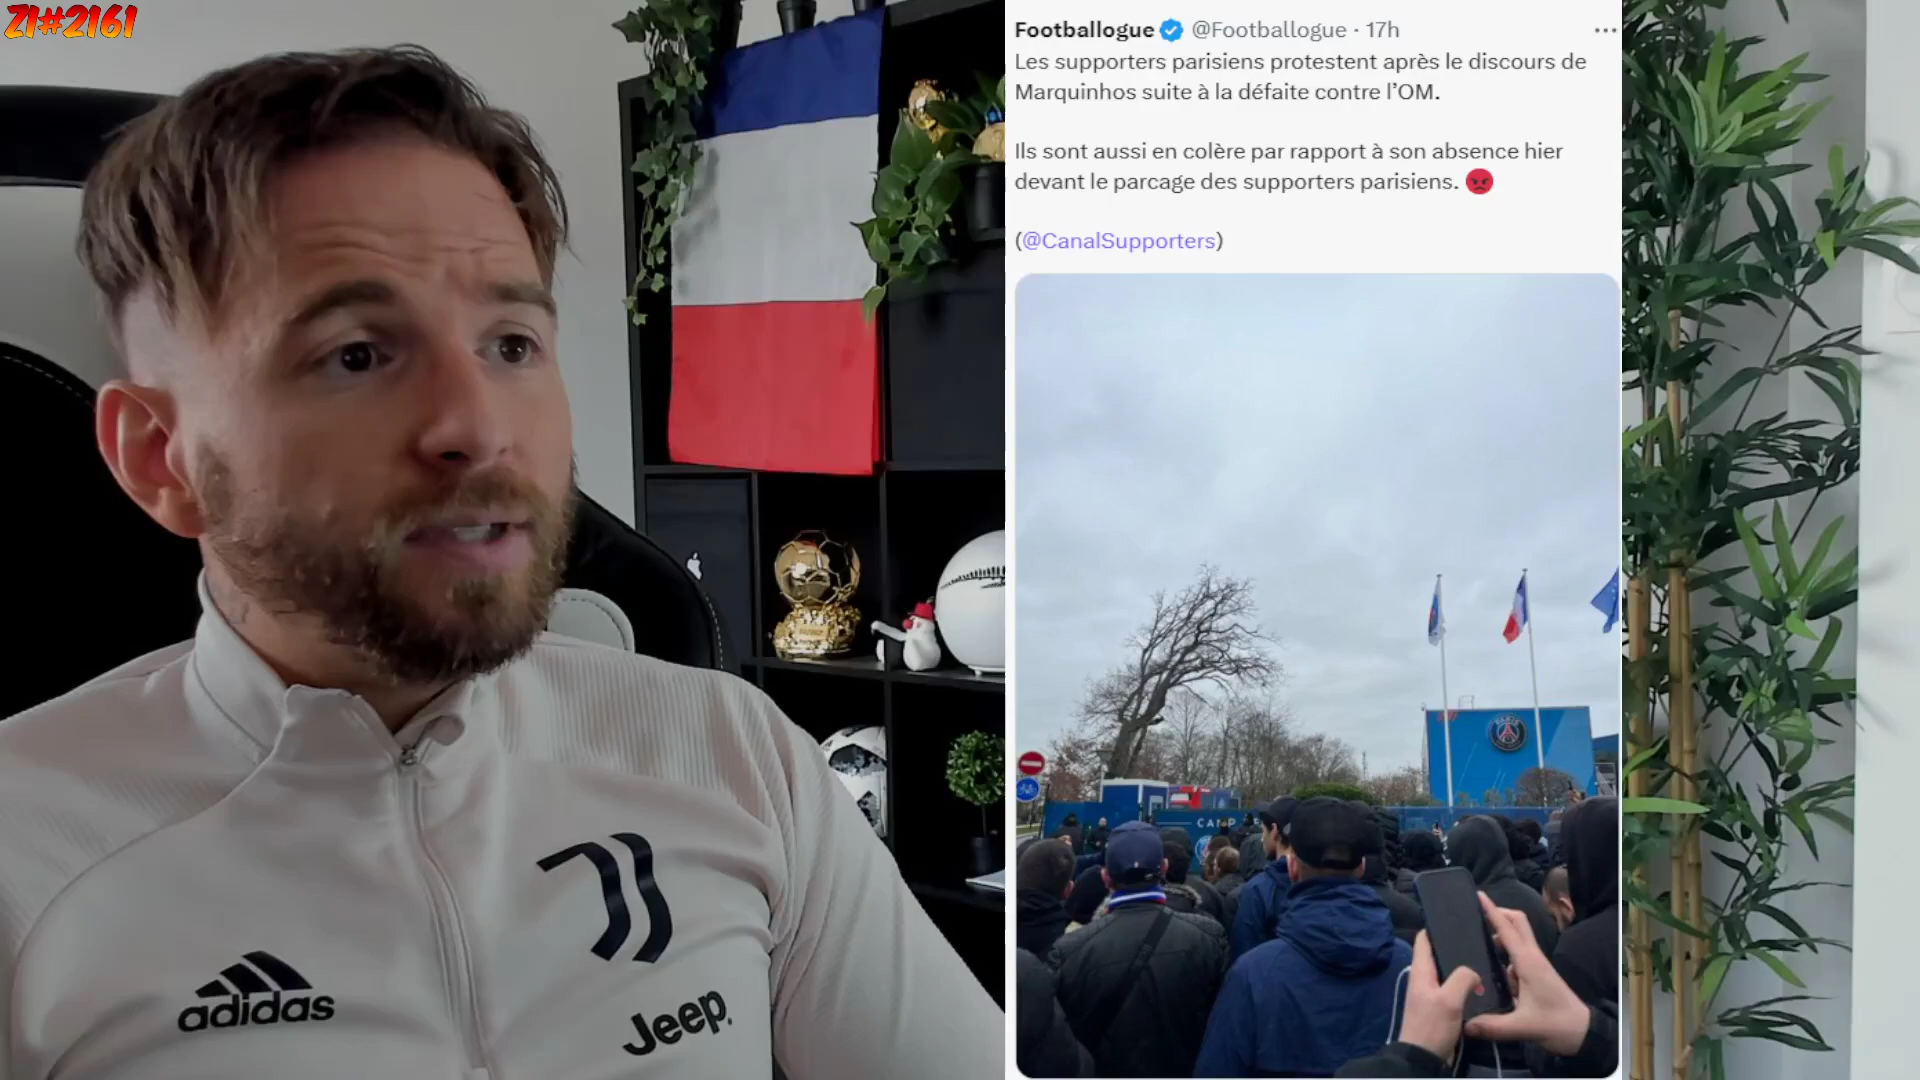 Z1#2161
Footballogue @Footballogue · 17h
Les supporters parisiens protestent après le discours de
Marquinhos suite à la défaite contre l'OM.
Ils sont aussi en colère par rapport à son absence hier
devant le parcage des supporters parisiens.
(@CanalSupporters)
PARIS
CAMP
adidas
Jeep